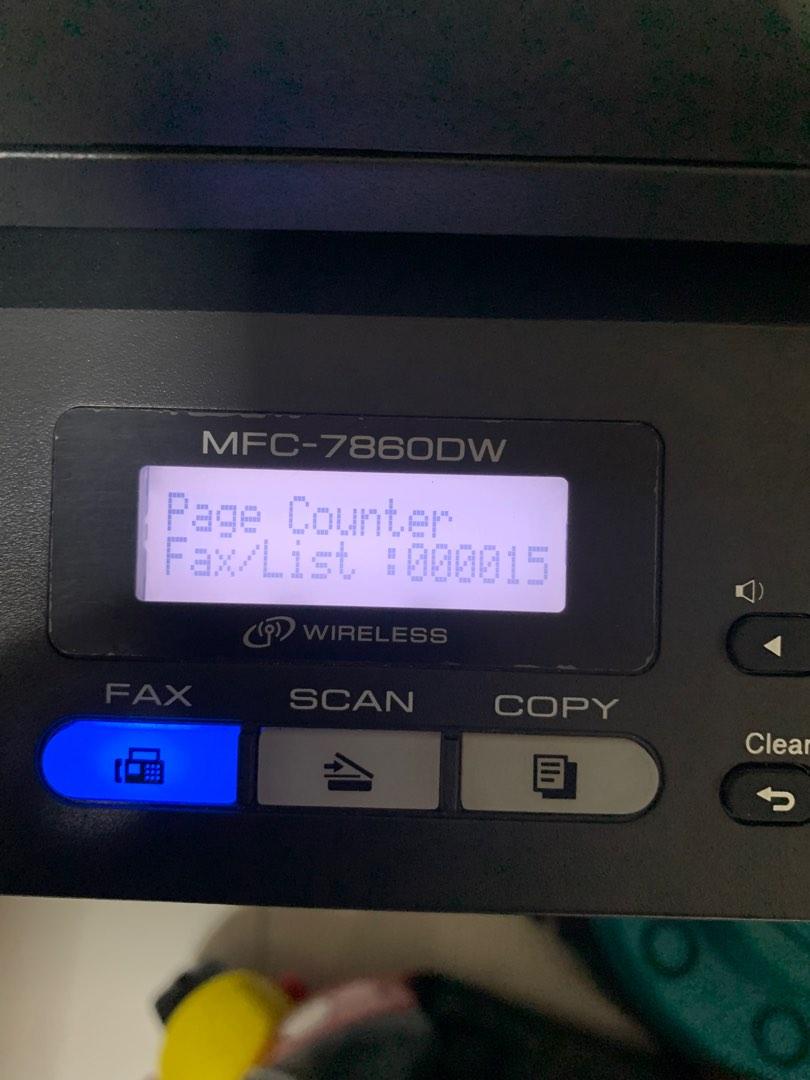 MFC-7860DW
Page Counter
Fax/List :000015
WIRELESS
FAX
SCAN
COPY
Clear